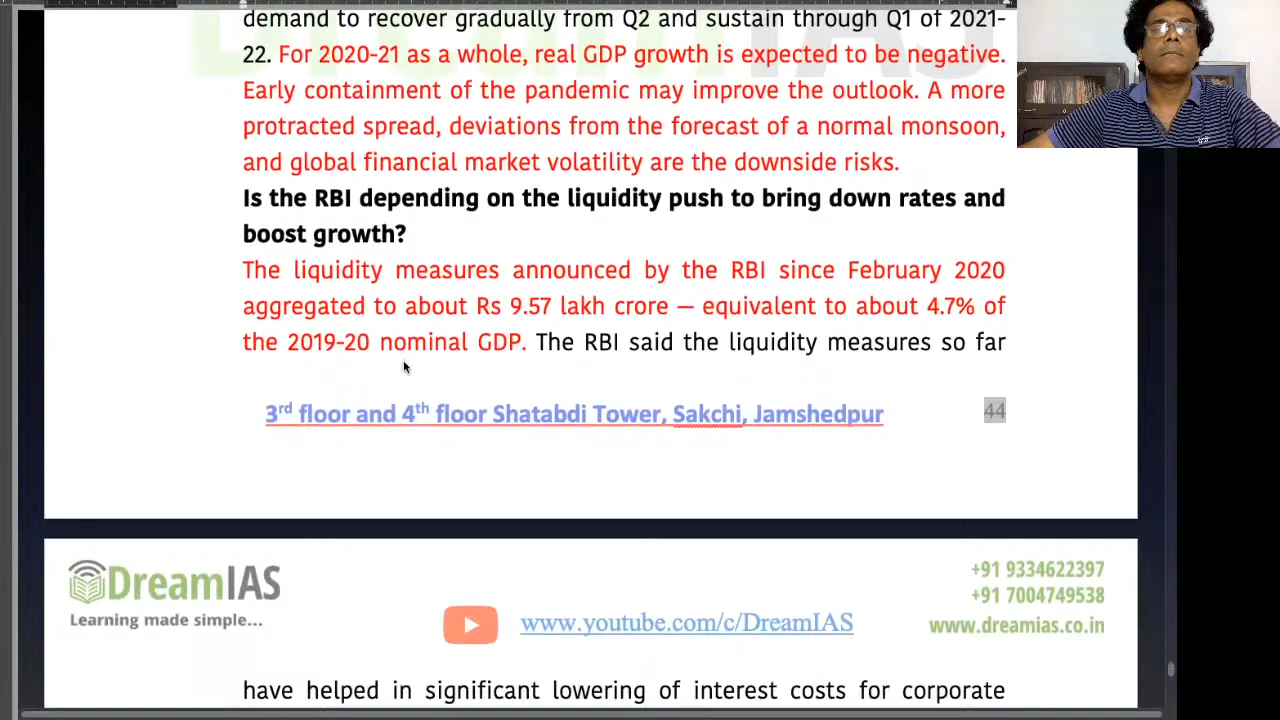 demand to recover gradually from Q2 and sustain through Q1 of 2021-
22. For 2020-21 as a whole, real GDP growth is expected to be negative.
Early containment of the pandemic may improve the outlook. A more
protracted spread, deviations from the forecast of a normal monsoon,
and global financial market volatility are the downside risks.
Is the RBI depending on the liquidity push to bring down rates and
boost growth?
The liquidity measures announced by the RBI since February 2020
aggregated to about Rs 9.57 lakh crore — equivalent to about 4.7% of
the 2019-20 nominal GDP. The RBI said the liquidity measures so far
3rd floor and 4th floor Shatabdi Tower, Sakchi, Jamshedpur
44
DreamIAS
Learning made simple...
www.youtube.com/c/DreamIAS
+91 9334622397
+91 7004749538
www.dreamias.co.in
have helped in significant lowering of interest costs for corporate